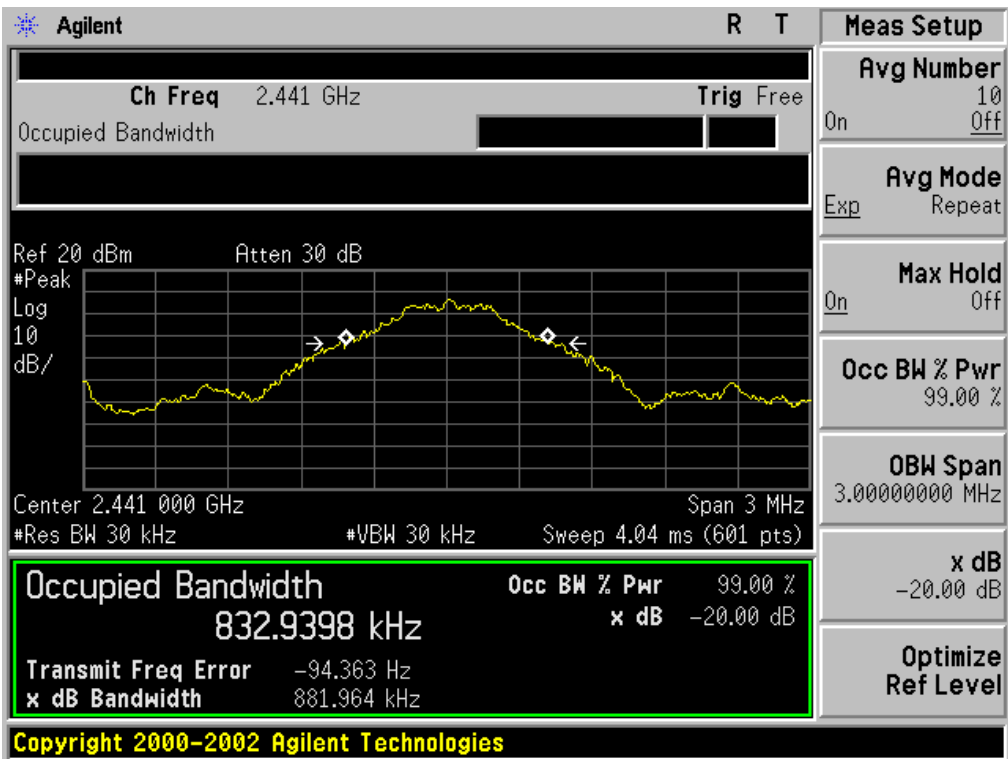 Agilent R T
Ch Freq 2.441 GHz Trig Free
Occupied Bandwidth
Ref 20 dBm Atten 30 dB
#Peak
Log
10
dB/
Center 2.441 000 GHz Span 3 MHz
#Res BW 30 kHz #VBW 30 kHz Sweep 4.04 ms (601 pts)
Occupied Bandwidth Occ BW % Pwr 99.00 %
832.9398 kHz x dB -20.00 dB
Transmit Freq Error -94.363 Hz
x dB Bandwidth 881.964 kHz
Copyright 2000-2002 Agilent Technologies
Meas Setup
Avg Number
10
On Off
Avg Mode
Exp Repeat
Max Hold
On Off
Occ BW % Pwr
99.00 %
OBW Span
3.00000000 MHz
x dB
-20.00 dB
Optimize
Ref Level